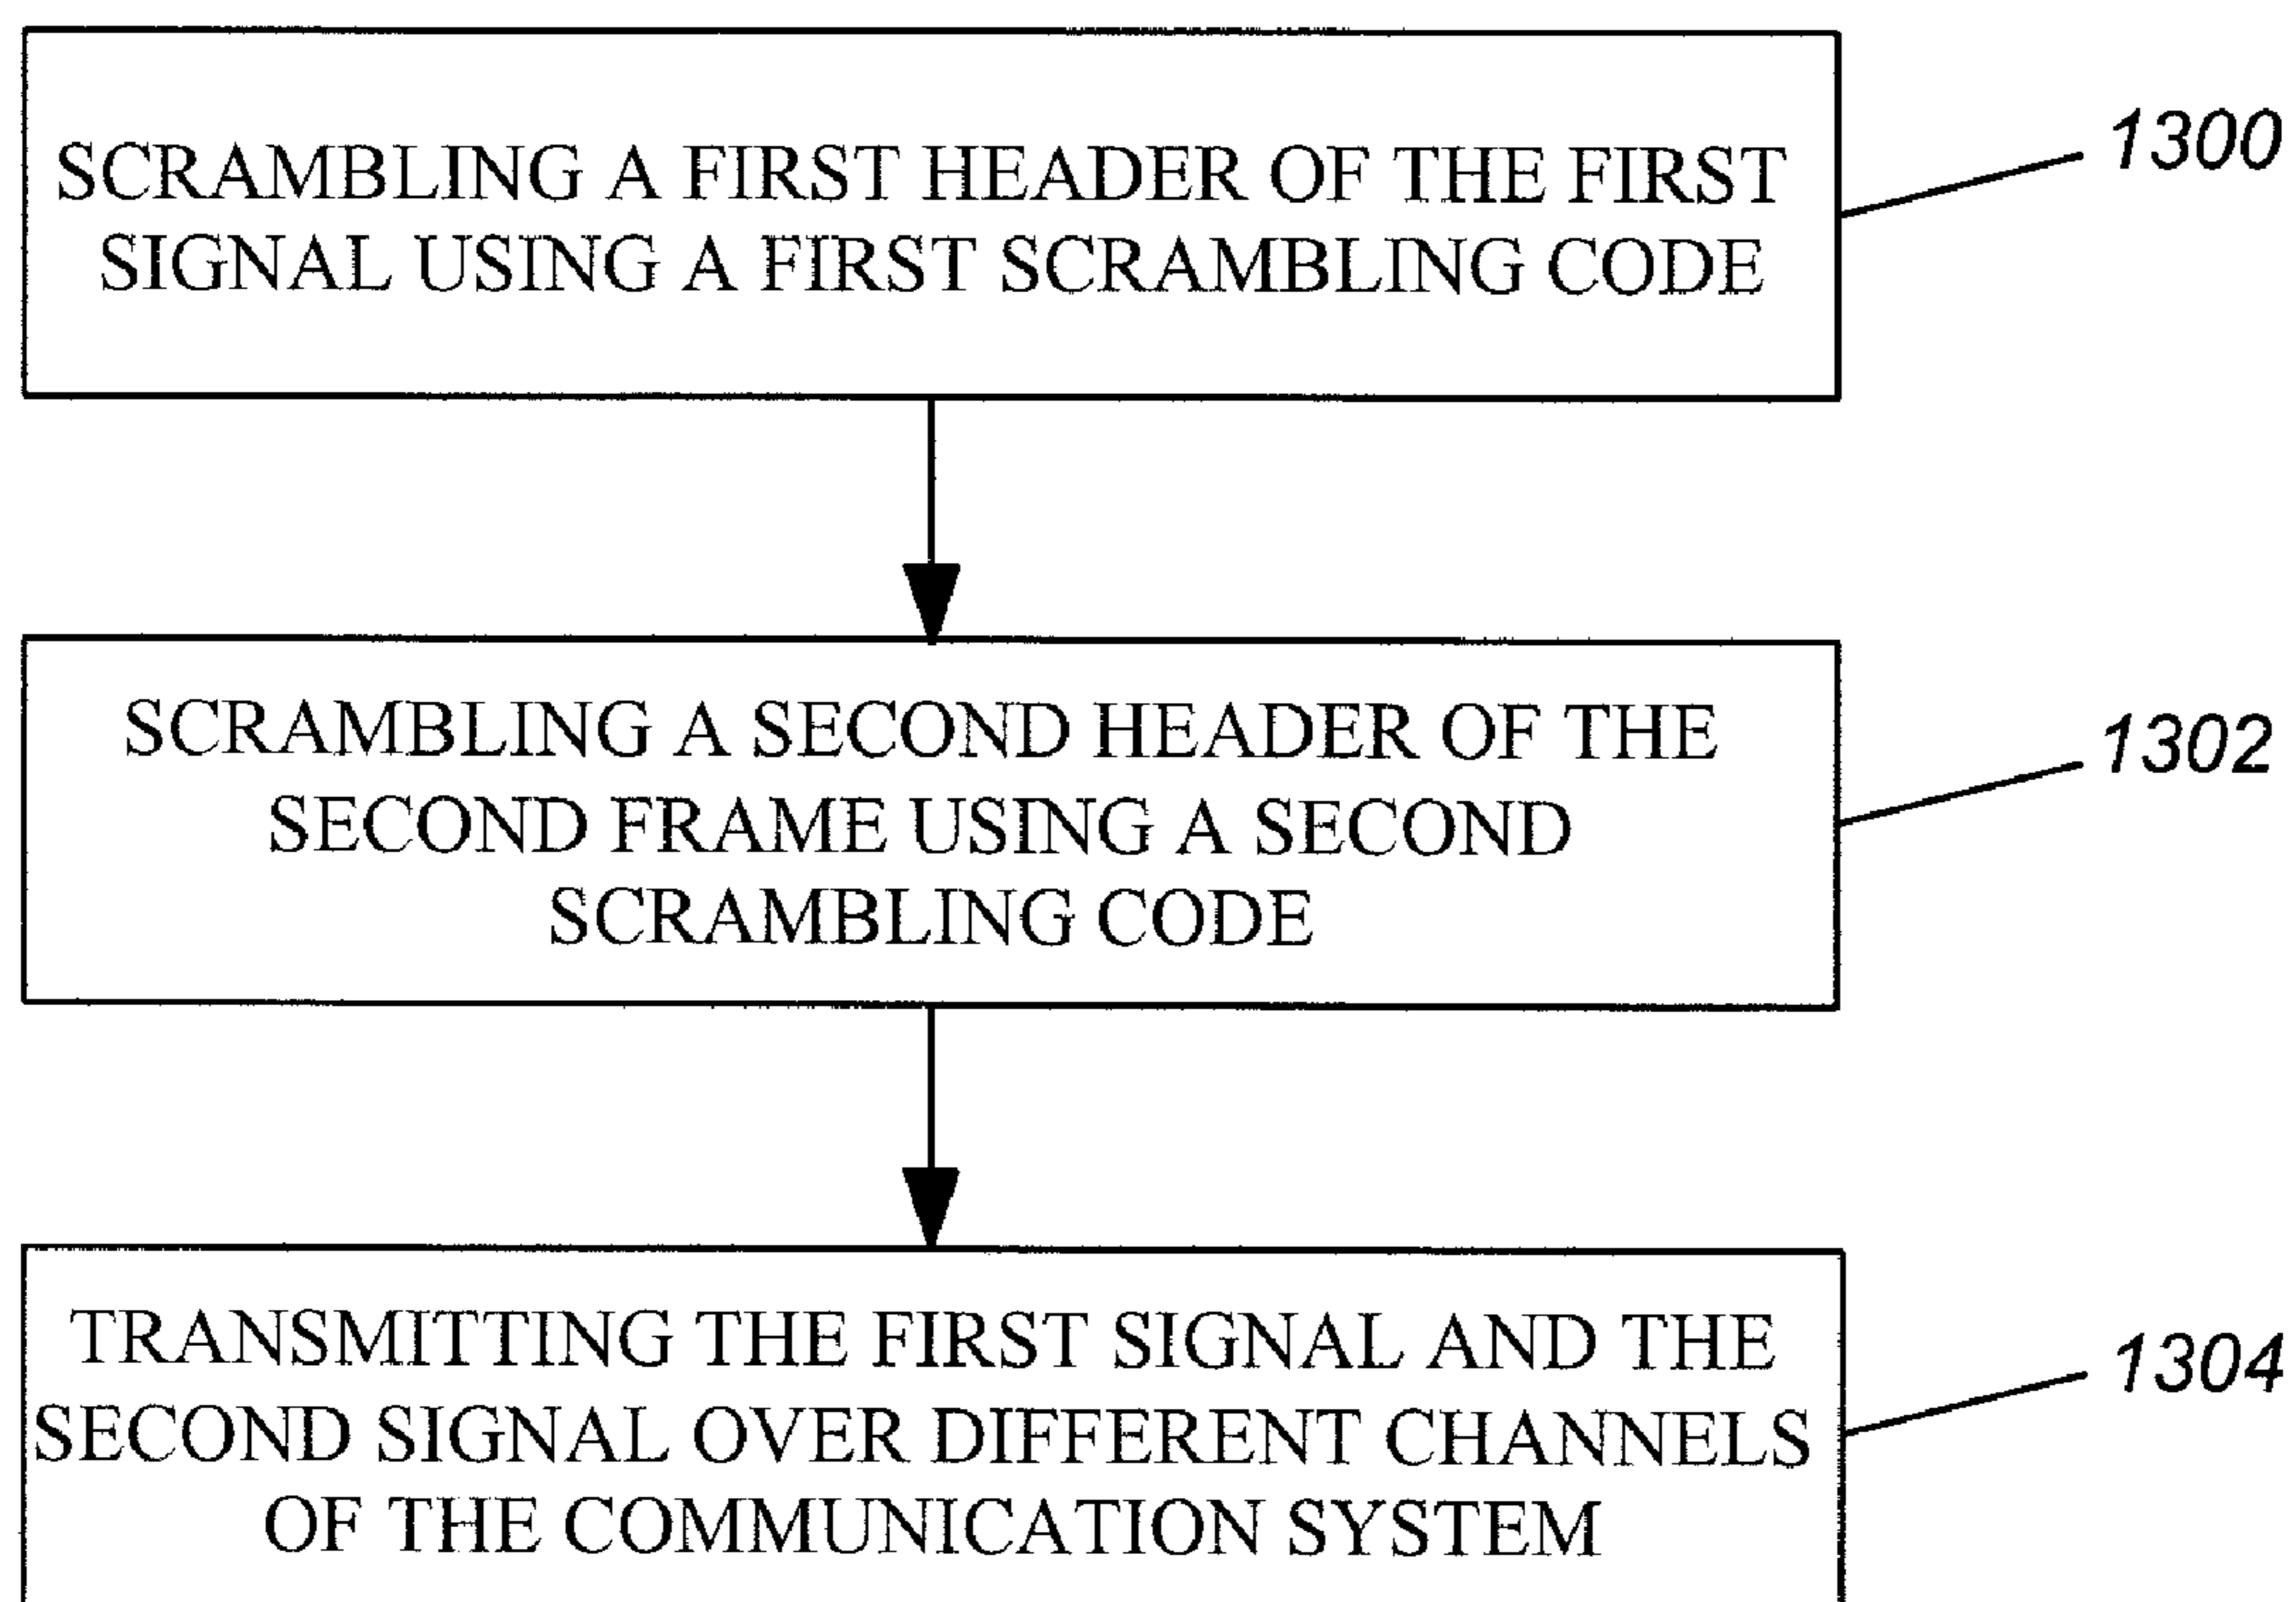 SCRAMBLING A FIRST HEADER OF THE FIRST
SIGNAL USING A FIRST SCRAMBLING CODE
1300
SCRAMBLING A SECOND HEADER OF THE
SECOND FRAME USING A SECOND
SCRAMBLING CODE
1302
TRANSMITTING THE FIRST SIGNAL AND THE
SECOND SIGNAL OVER DIFFERENT CHANNELS
OF THE COMMUNICATION SYSTEM
1304